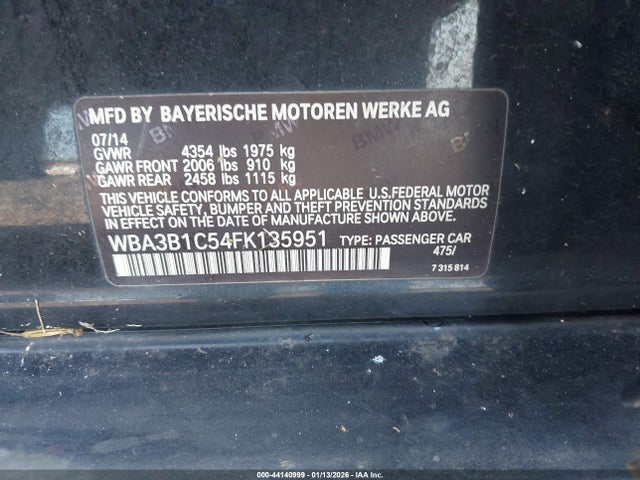 MFD BY BAYERISCHE MOTOREN WERKE AG
07/14
GVWR 4354 lbs 1975 kg
GAWR FRONT 2006 lbs 910 kg
GAWR REAR 2458 lbs 1115 kg
THIS VEHICLE CONFORMS TO ALL APPLICABLE U.S.FEDERAL MOTOR
VEHICLE SAFETY, BUMPER AND THEFT PREVENTION STANDARDS
IN EFFECT ON THE DATE OF MANUFACTURE SHOWN ABOVE.
WBA3B1C54FK135951 TYPE: PASSENGER CAR
475/
7 315 814
000-44140999 | 01/13/2026 | IAA Inc.